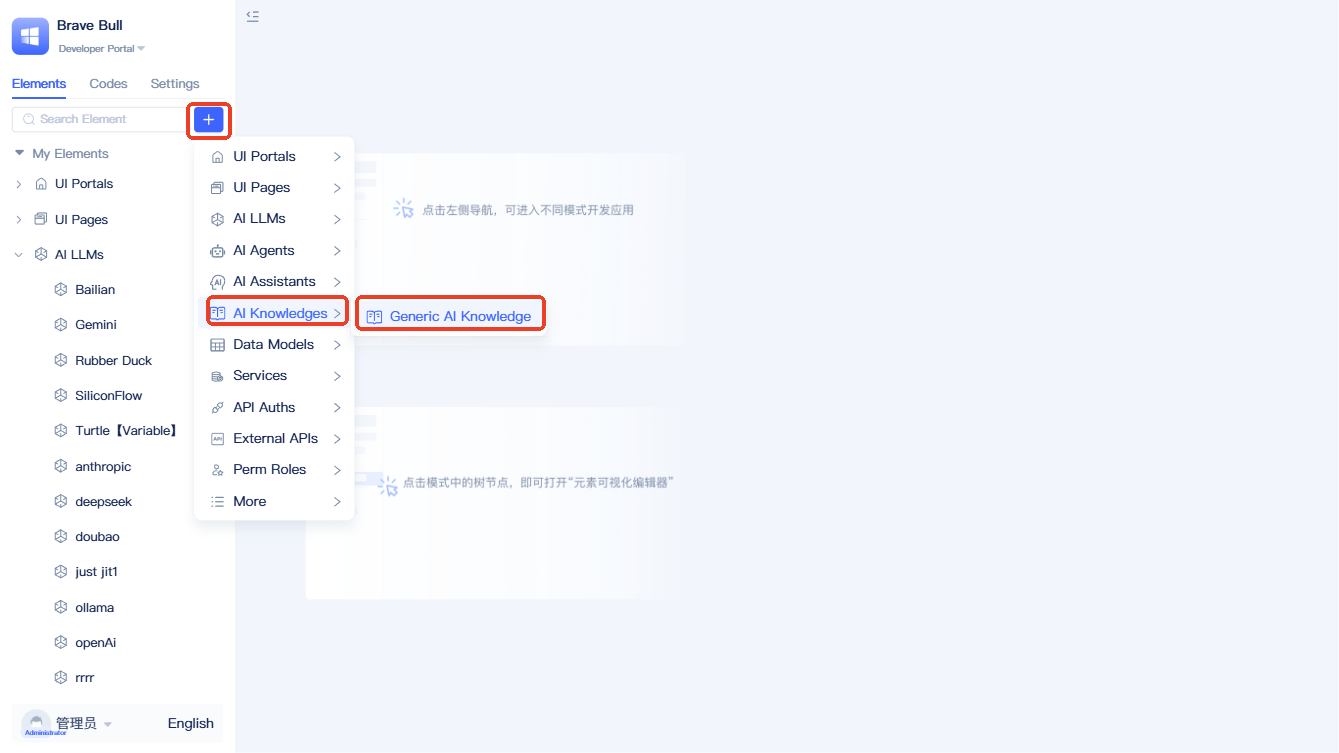 Brave Bull
Developer Portal
Elements Codes Settings
Search Element
My Elements
UI Portals
UI Pages
AI LLMs
Bailian
Gemini
Rubber Duck
SiliconFlow
Turtle【Variable】
anthropic
deepseek
doubao
just jit1
ollama
openAi
rrrr
管理员
Administrator
English
UI Portals
UI Pages
AI LLMs
AI Agents
AI Assistants
AI Knowledges
Data Models
Services
API Auths
External APIs
Perm Roles
More
Generic AI Knowledge
点击左侧导航，可进入不同模式开发应用
点击模式中的树节点，即可打开“元素可视化编辑器”